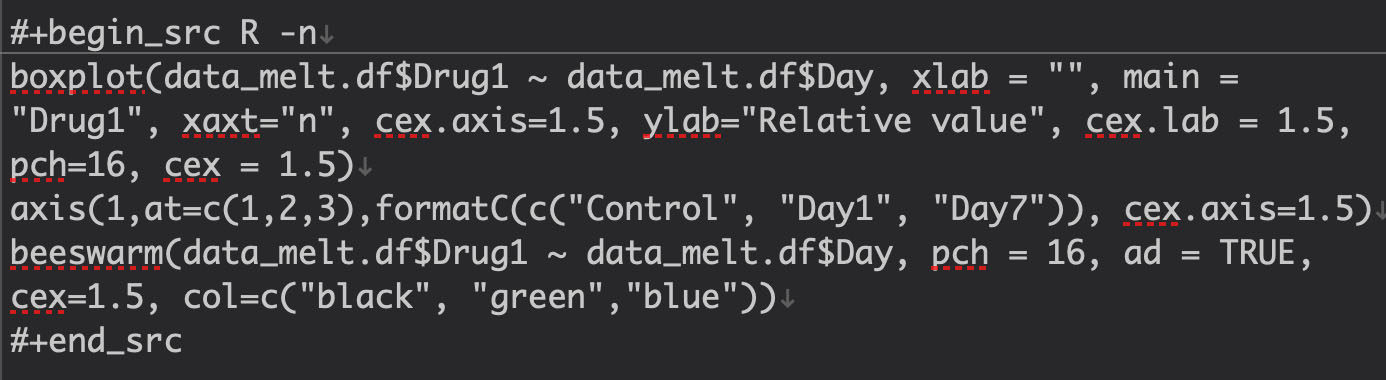 #+begin_src R -n↓
boxplot(data_melt.df$Drug1 ~ data_melt.df$Day, xlab = "", main =
"Drug1", xaxt="n", cex.axis=1.5, ylab="Relative value", cex.lab = 1.5,
pch=16, cex = 1.5)↓
axis(1,at=c(1,2,3),formatC(c("Control", "Day1", "Day7")), cex.axis=1.5)↓
beeswarm(data_melt.df$Drug1 ~ data_melt.df$Day, pch = 16, ad = TRUE,
cex=1.5, col=c("black", "green","blue"))↓
#+end_src